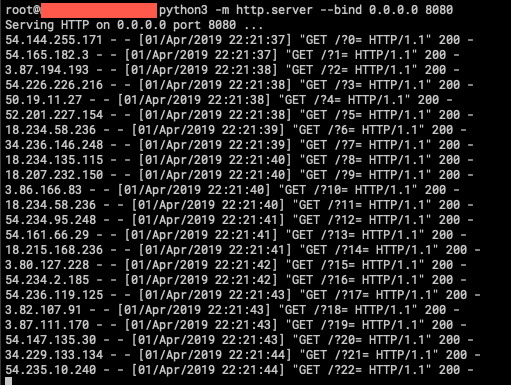 root@ python3 -m http.server --bind 0.0.0.0 8080
Serving HTTP on 0.0.0.0 port 8080 ...
54.144.255.171 - - [01/Apr/2019 22:21:37] "GET /?0= HTTP/1.1" 200 -
54.165.182.3 - - [01/Apr/2019 22:21:37] "GET /?1= HTTP/1.1" 200 -
3.87.194.193 - - [01/Apr/2019 22:21:38] "GET /?2= HTTP/1.1" 200 -
54.226.226.216 - - [01/Apr/2019 22:21:38] "GET /?3= HTTP/1.1" 200 -
50.19.11.27 - - [01/Apr/2019 22:21:38] "GET /?4= HTTP/1.1" 200 -
52.201.227.154 - - [01/Apr/2019 22:21:38] "GET /?5= HTTP/1.1" 200 -
18.234.58.236 - - [01/Apr/2019 22:21:39] "GET /?6= HTTP/1.1" 200 -
34.236.146.248 - - [01/Apr/2019 22:21:39] "GET /?7= HTTP/1.1" 200 -
18.234.135.115 - - [01/Apr/2019 22:21:40] "GET /?8= HTTP/1.1" 200 -
18.207.232.150 - - [01/Apr/2019 22:21:40] "GET /?9= HTTP/1.1" 200 -
3.86.166.83 - - [01/Apr/2019 22:21:40] "GET /?10= HTTP/1.1" 200 -
18.234.58.236 - - [01/Apr/2019 22:21:40] "GET /?11= HTTP/1.1" 200 -
54.234.95.248 - - [01/Apr/2019 22:21:41] "GET /?12= HTTP/1.1" 200 -
54.161.66.29 - - [01/Apr/2019 22:21:41] "GET /?13= HTTP/1.1" 200 -
18.215.168.236 - - [01/Apr/2019 22:21:41] "GET /?14= HTTP/1.1" 200 -
3.80.127.228 - - [01/Apr/2019 22:21:42] "GET /?15= HTTP/1.1" 200 -
54.234.2.185 - - [01/Apr/2019 22:21:42] "GET /?16= HTTP/1.1" 200 -
54.236.119.125 - - [01/Apr/2019 22:21:43] "GET /?17= HTTP/1.1" 200 -
3.82.107.91 - - [01/Apr/2019 22:21:43] "GET /?18= HTTP/1.1" 200 -
3.87.111.170 - - [01/Apr/2019 22:21:43] "GET /?19= HTTP/1.1" 200 -
54.147.135.30 - - [01/Apr/2019 22:21:43] "GET /?20= HTTP/1.1" 200 -
34.229.133.134 - - [01/Apr/2019 22:21:44] "GET /?21= HTTP/1.1" 200 -
54.235.10.240 - - [01/Apr/2019 22:21:44] "GET /?22= HTTP/1.1" 200 -